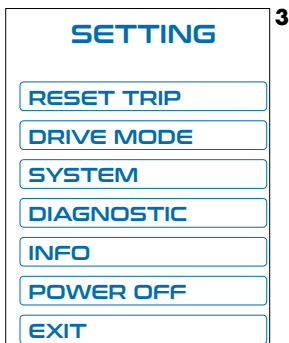 SETTING
3
RESET TRIP
DRIVE MODE
SYSTEM
DIAGNOSTIC
INFO
POWER OFF
EXIT